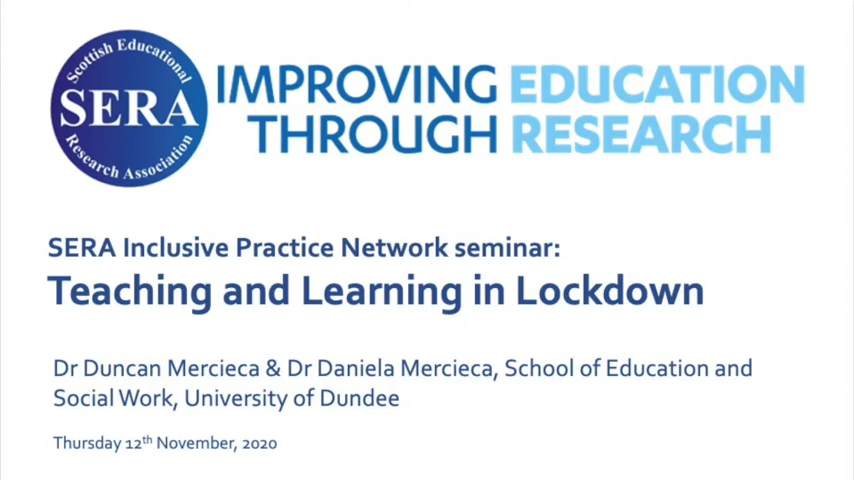 Scottish Educational
SERA
Research Association
IMPROVING EDUCATION
THROUGH RESEARCH
SERA Inclusive Practice Network seminar:
Teaching and Learning in Lockdown
Dr Duncan Mercieca & Dr Daniela Mercieca, School of Education and
Social Work, University of Dundee
Thursday 12th November, 2020